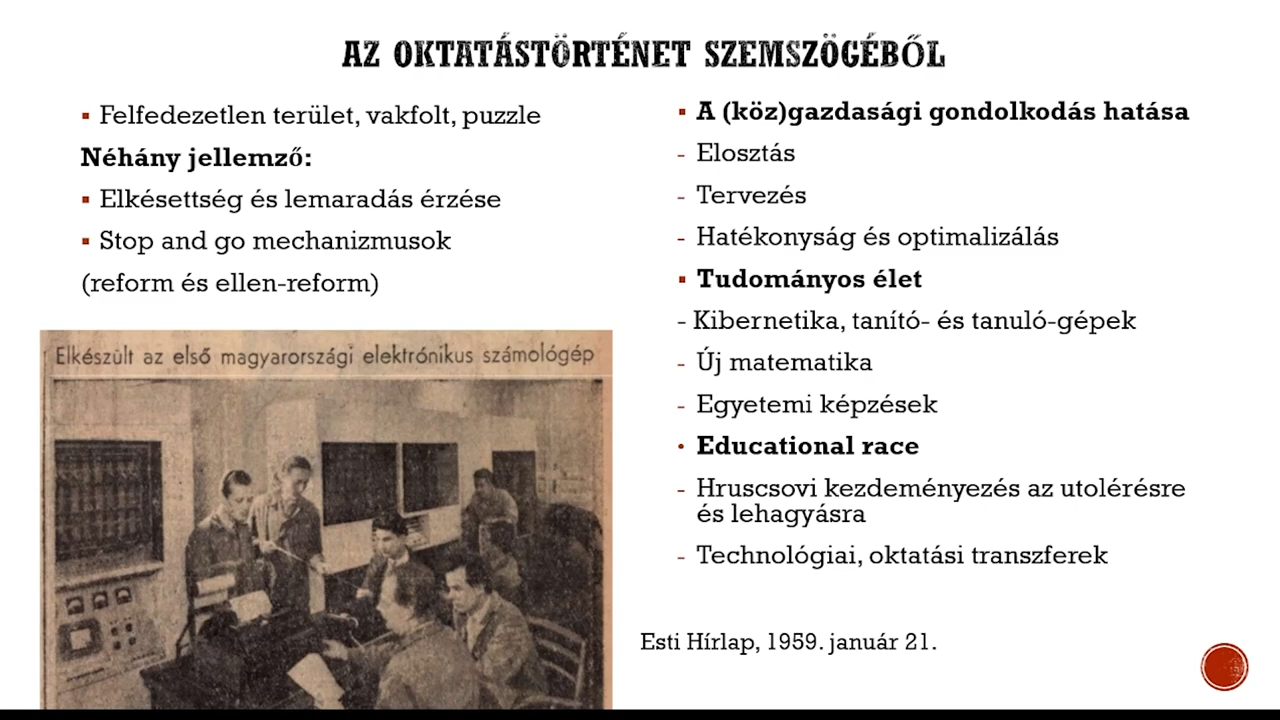 AZ OKTATÁSTÖRTÉNET SZEMSZÖGÉBŐL
▪ Felfedezetlen terület, vakfolt, puzzle
Néhány jellemző:
▪ Elkésettség és lemaradás érzése
▪ Stop and go mechanizmusok
(reform és ellen-reform)
Elkészült az első magyarországi elektrónikus számológép
▪ A (köz)gazdasági gondolkodás hatása
- Elosztás
- Tervezés
- Hatékonyság és optimalizálás
▪ Tudományos élet
- Kibernetika, tanító- és tanuló-gépek
- Új matematika
- Egyetemi képzések
• Educational race
- Hruscsovi kezdeményezés az utolérésre
és lehagyásra
- Technológiai, oktatási transzferek
Esti Hírlap, 1959. január 21.